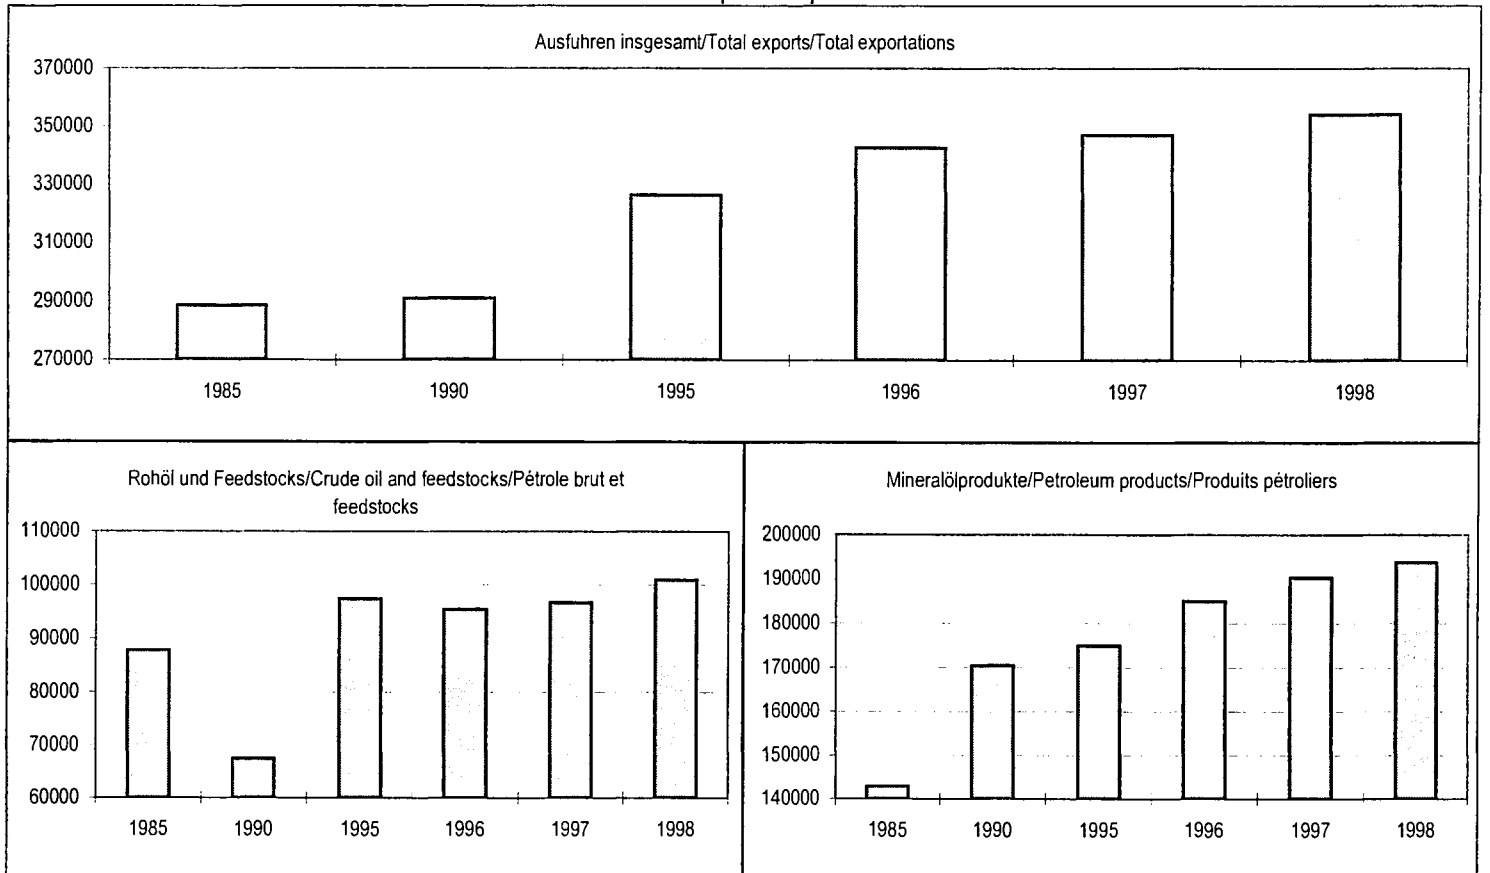 Ausfuhren insgesamt/Total exports/Total exportations
370000
350000
330000
310000
290000
270000
1985 1990 1995 1996 1997 1998
Rohöl und Feedstocks/Crude oil and feedstocks/Pétrole brut et
feedstocks
110000
100000
90000
80000
70000
60000
1985 1990 1995 1996 1997 1998
Mineralölprodukte/Petroleum products/Produits pétroliers
200000
190000
180000
170000
160000
150000
140000
1985 1990 1995 1996 1997 1998